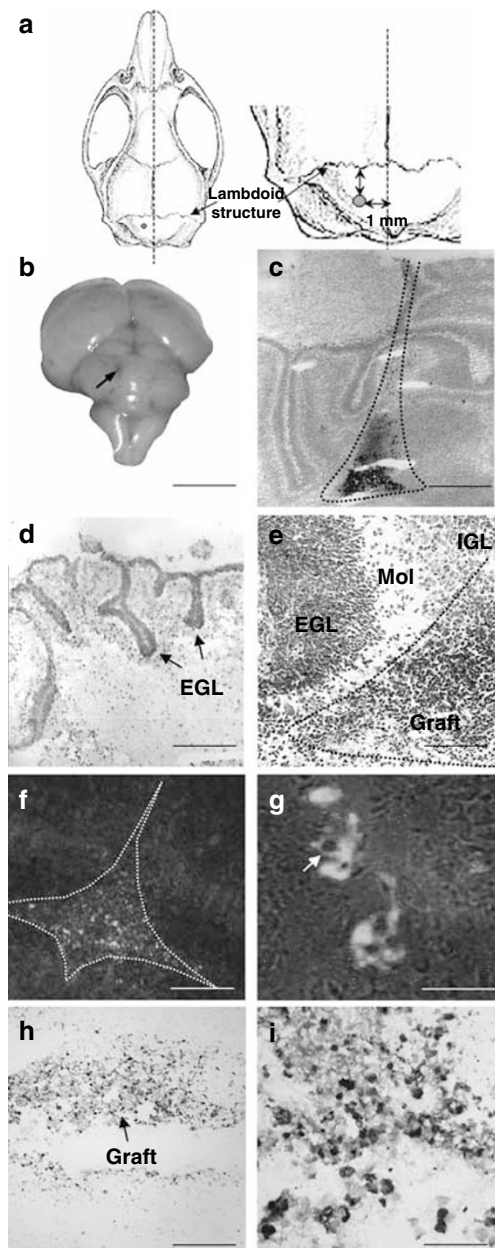 a
Lambdoid
structure
1 mm
b
c
d
EGL
e
IGL
Mol
EGL
Graft
f
g
h
Graft
i